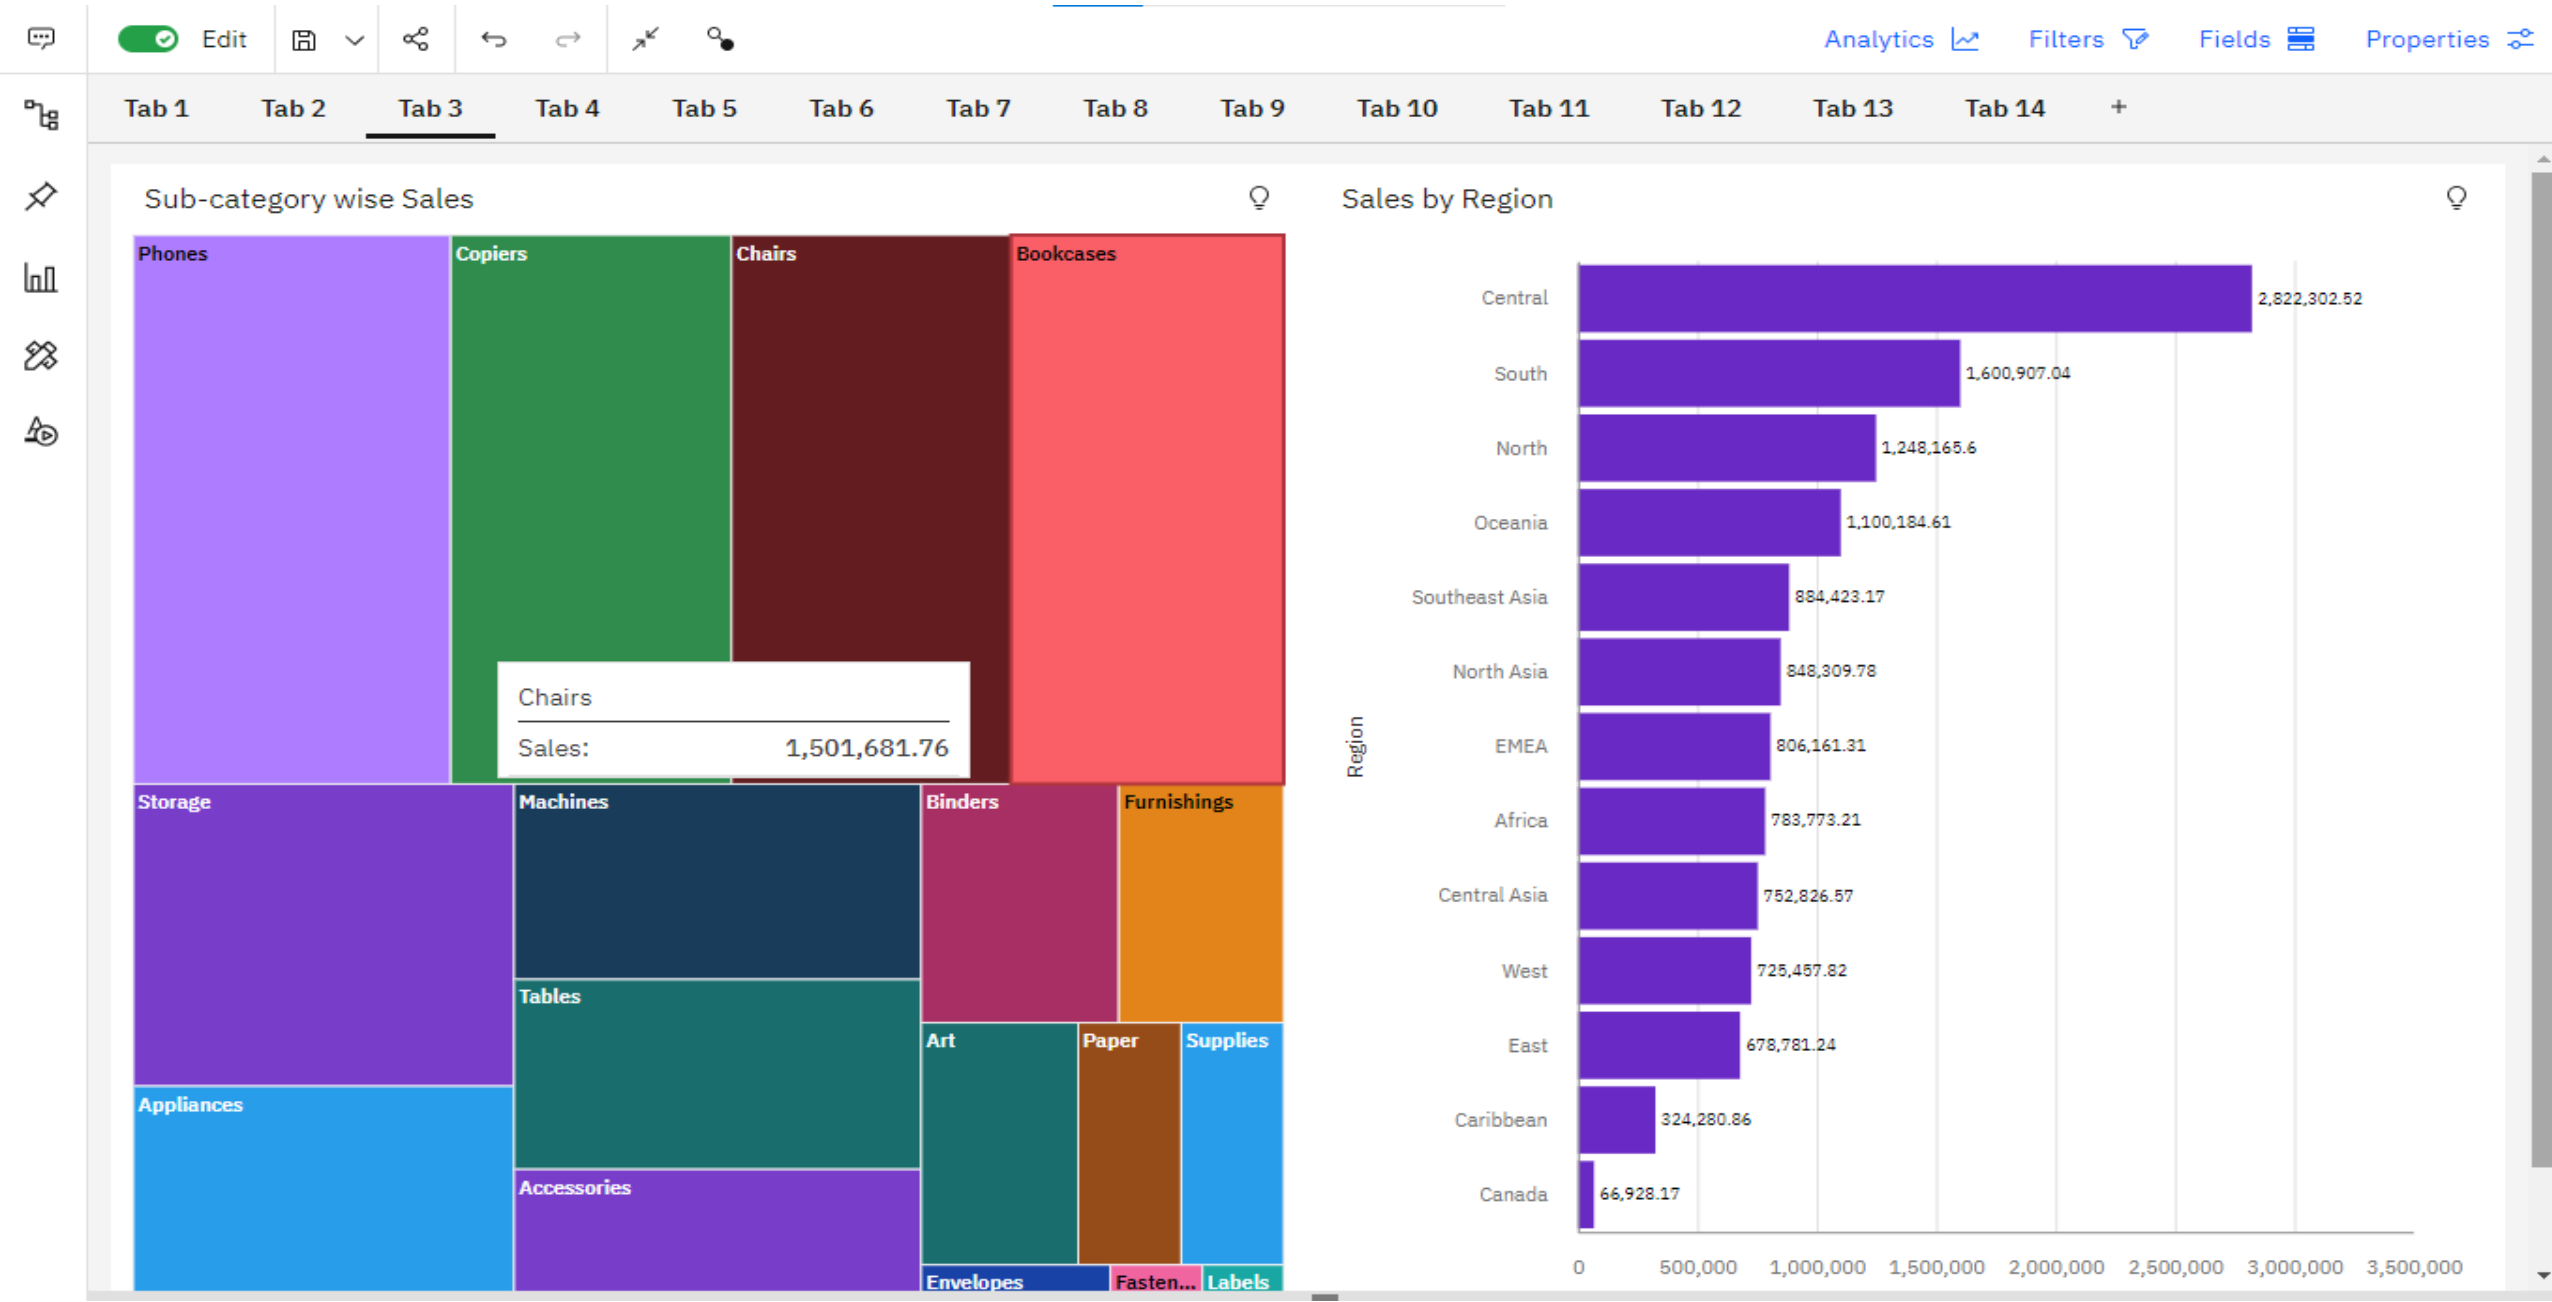 Edit
Analytics
Filters
Fields
Properties
Tab 1 Tab 2 Tab 3 Tab 4 Tab 5 Tab 6 Tab 7 Tab 8 Tab 9 Tab 10 Tab 11 Tab 12 Tab 13 Tab 14 +
Sub-category wise Sales
Phones
Copiers
Chairs
Bookcases
Chairs
Sales: 1,501,681.76
Storage
Machines
Binders
Furnishings
Tables
Art
Paper
Supplies
Appliances
Accessories
Envelopes
Fasten...
Labels
Sales by Region
Region
Central 2,822,302.52
South 1,600,907.04
North 1,248,165.6
Oceania 1,100,184.61
Southeast Asia 884,423.17
North Asia 848,309.78
EMEA 806,161.31
Africa 783,773.21
Central Asia 752,826.57
West 725,457.82
East 678,781.24
Caribbean 324,280.86
Canada 66,928.17
0 500,000 1,000,000 1,500,000 2,000,000 2,500,000 3,000,000 3,500,000